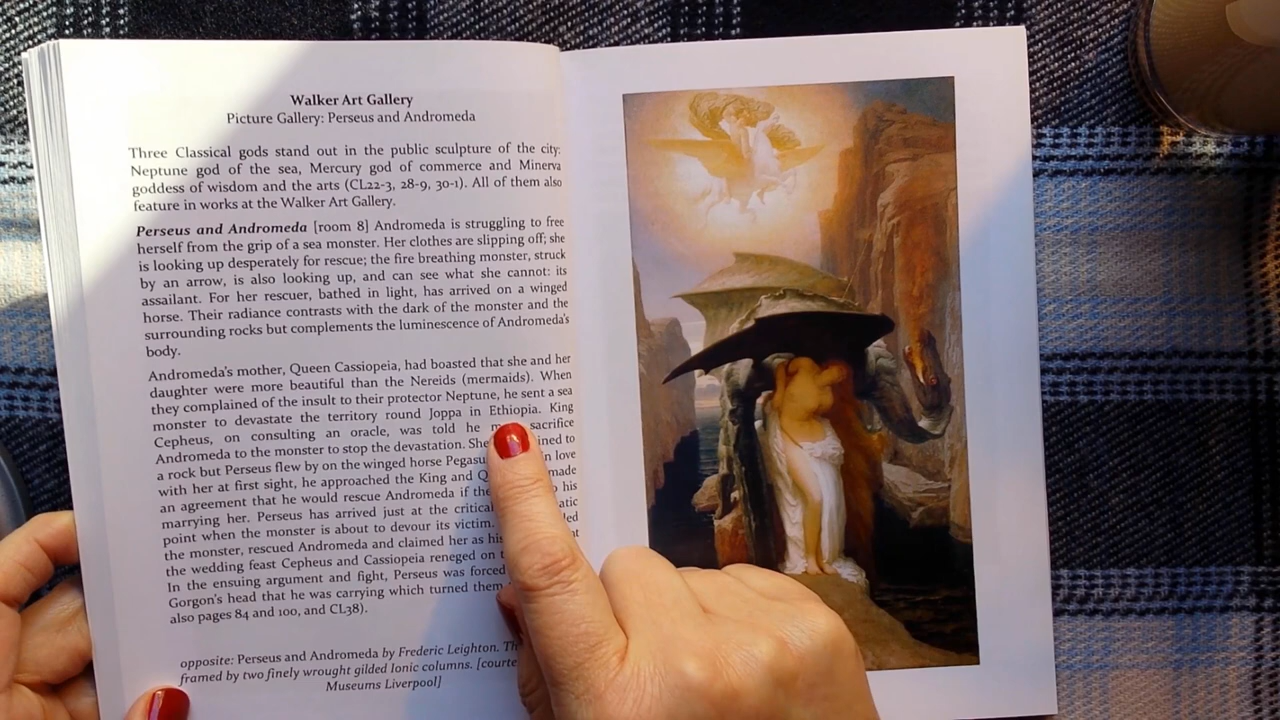 Walker Art Gallery
Picture Gallery: Perseus and Andromeda
Three Classical gods stand out in the public sculpture of the city:
Neptune god of the sea, Mercury god of commerce and Minerva
goddess of wisdom and the arts (CL22-3, 28-9, 30-1). All of them also
feature in works at the Walker Art Gallery.
Perseus and Andromeda [room 8] Andromeda is struggling to free
herself from the grip of a sea monster. Her clothes are slipping off; she
is looking up desperately for rescue; the fire breathing monster, struck
by an arrow, is also looking up, and can see what she cannot: its
assailant. For her rescuer, bathed in light, has arrived on a winged
horse. Their radiance contrasts with the dark of the monster and the
surrounding rocks but complements the luminescence of Andromeda's
body.
Andromeda's mother, Queen Cassiopeia, had boasted that she and her
daughter were more beautiful than the Nereids (mermaids). When
they complained of the insult to their protector Neptune, he sent a sea
monster to devastate the territory round Joppa in Ethiopia. King
Cepheus, on consulting an oracle, was told he sacrifice
Andromeda to the monster to stop the devastation. She to
a rock but Perseus flew by on the winged horse in love
with her at first sight, he approached the King and made
an agreement that he would rescue Andromeda if his
marrying her. Perseus has arrived just at the critical
point when the monster is about to devour its victim.
the monster, rescued Andromeda and claimed her as
the wedding feast Cepheus and Cassiopeia reneged on
In the ensuing argument and fight, Perseus was forced
Gorgon's head that he was carrying which turned them
also pages 84 and 100, and CL38).
opposite: Perseus and Andromeda by Frederic Leighton.
framed by two finely wrought gilded Ionic columns.
Museums Liverpool]